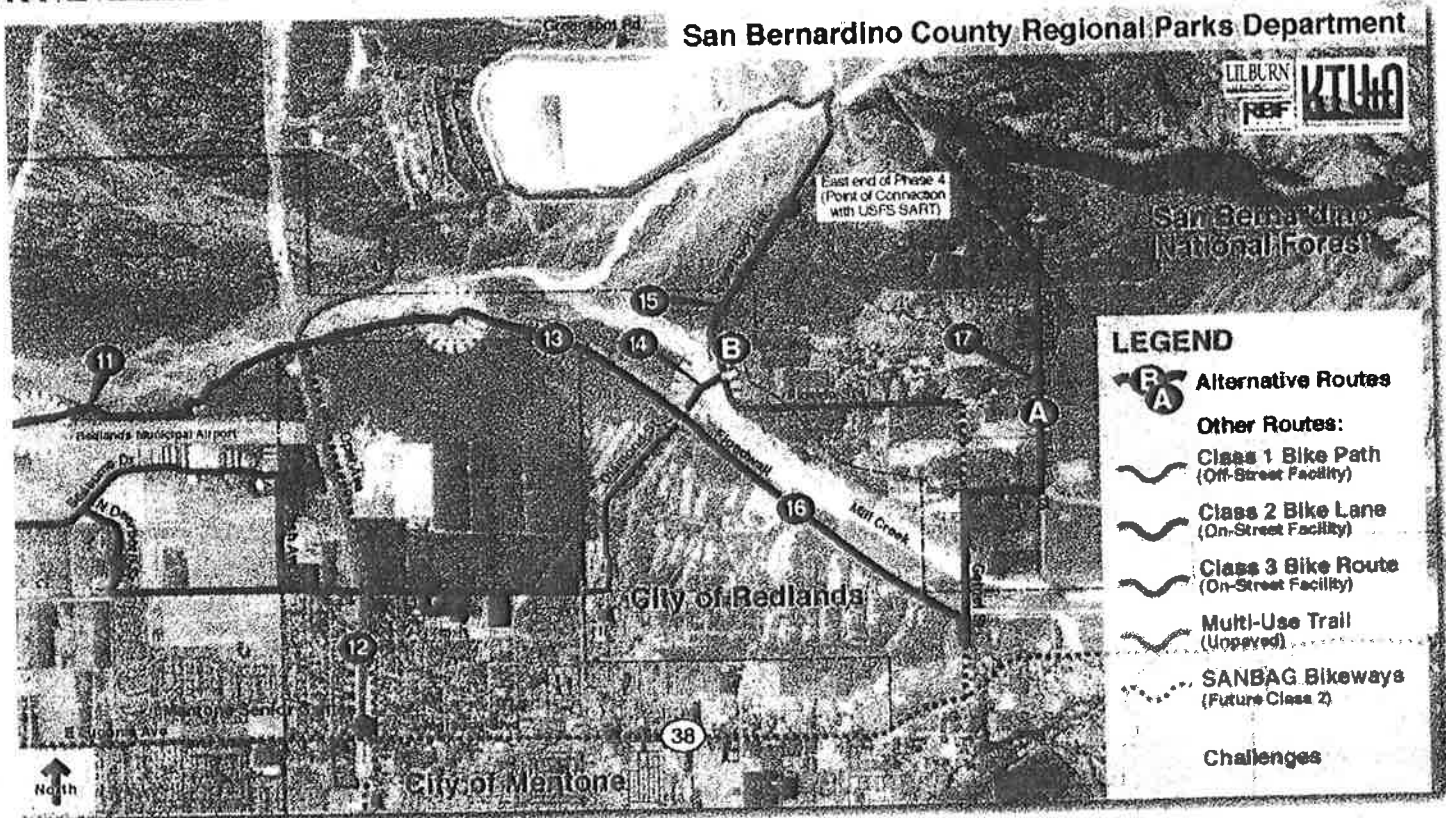 San Bernardino County Regional Parks Department
LILBURN
RBF
KTU+A
East end of Phase 4
(Point of Connection
with USFS SART)
San Bernardino
National Forest
15
14
B
17
13
11
A
Redlands Municipal Airport
16
Mill Creek
City of Redlands
12
38
City of Mentone
North
LEGEND
B
A
Alternative Routes
Other Routes:
Class 1 Bike Path
(Off-Street Facility)
Class 2 Bike Lane
(On-Street Facility)
Class 3 Bike Route
(On-Street Facility)
Multi-Use Trail
(Unpaved)
SANBAG Bikeways
(Future Class 2)
Challenges